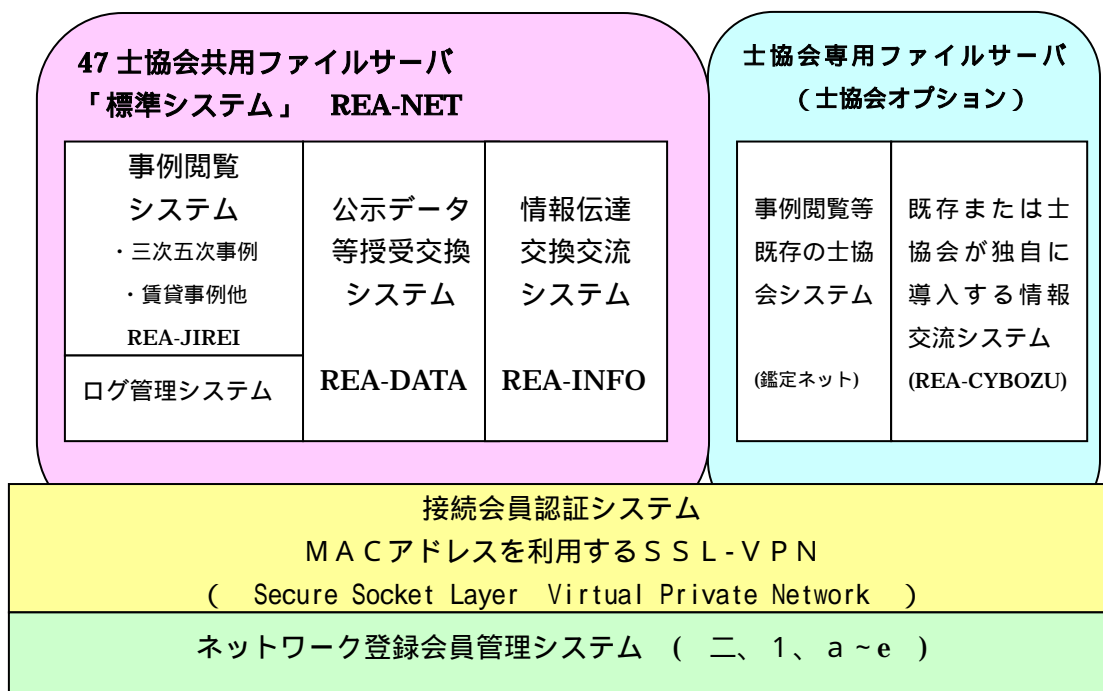 47 士協会共用ファイルサーバ
「標準システム」 REA-NET
事例閲覧
システム
・三次五次事例
・賃貸事例他
REA-JIREI
ログ管理システム
公示データ
等授受交換
システム
REA-DATA
情報伝達
交換交流
システム
REA-INFO
士協会専用ファイルサーバ
（士協会オプション）
事例閲覧等
既存の士協
会システム
(鑑定ネット)
既存または士
協会が独自に
導入する情報
交流システム
(REA-CYBOZU)
接続会員認証システム
ＭＡＣアドレスを利用するＳＳＬ-ＶＰＮ
（ Secure Socket Layer Virtual Private Network ）
ネットワーク登録会員管理システム ( 二、１、ａ~e )